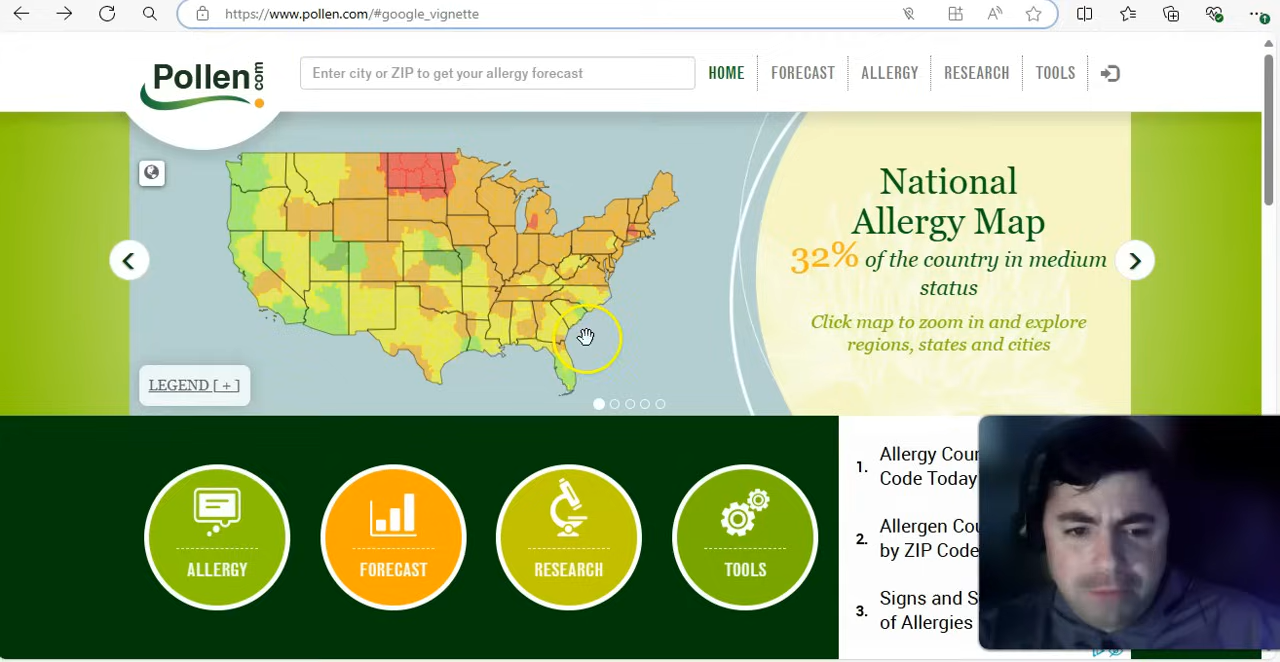 https://www.pollen.com/#google_vignette
Pollen.com
Enter city or ZIP to get your allergy forecast
HOME
FORECAST
ALLERGY
RESEARCH
TOOLS
National
Allergy Map
32% of the country in medium
status
Click map to zoom in and explore
regions, states and cities
LEGEND [ + ]
ALLERGY
FORECAST
RESEARCH
TOOLS
1. Allergy Cou
Code Today
2. Allergen Cou
by ZIP Code
3. Signs and S
of Allergies